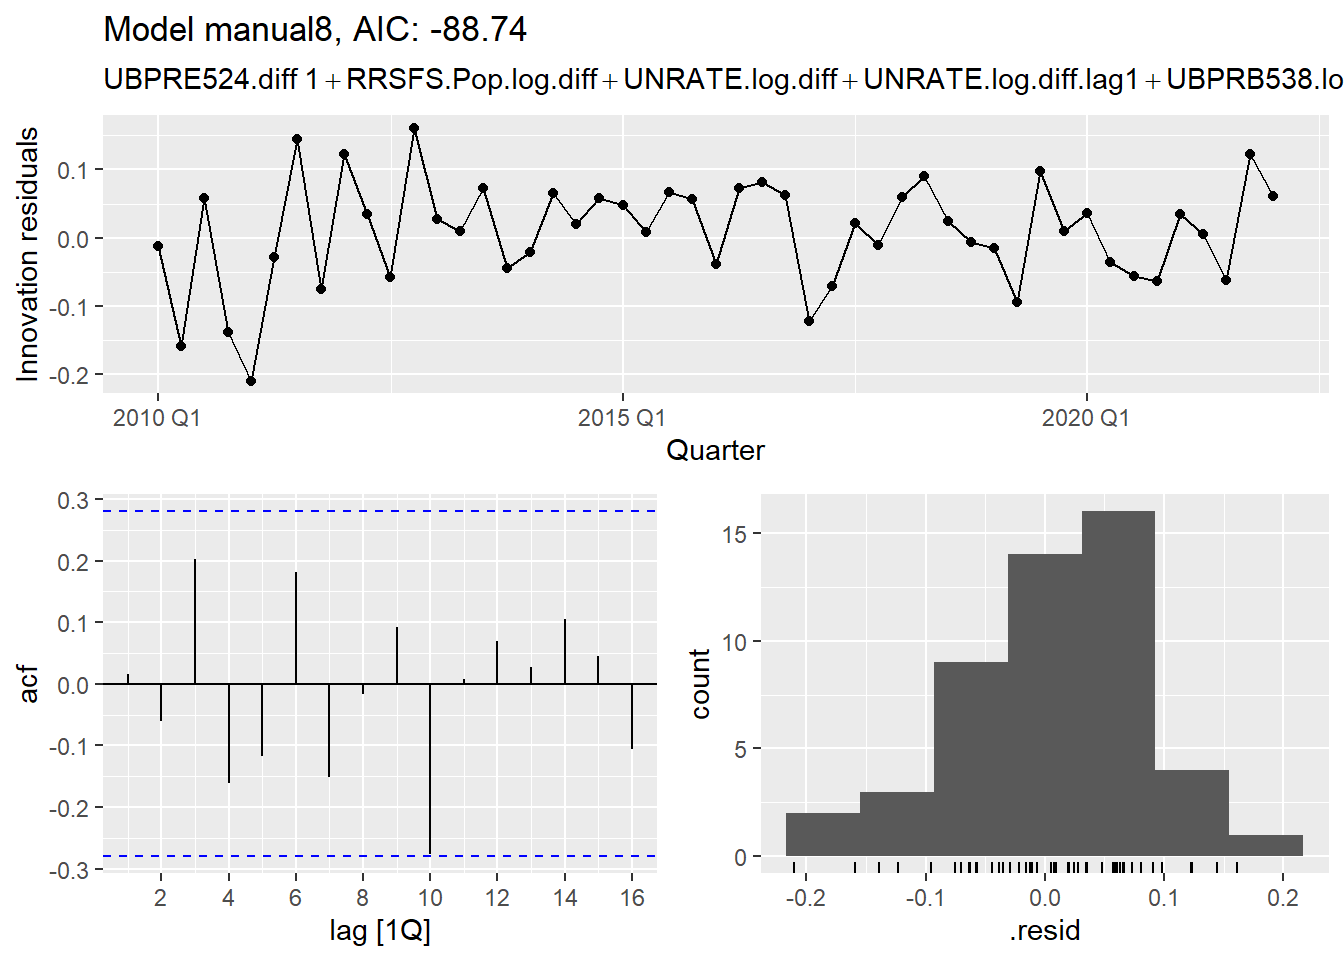 Model manual8, AIC: -88.74
UBPRE524.diff 1+RRSFS.Pop.log.diff+UNRATE.log.diff+UNRATE.log.diff.lag1+UBPRB538.lo
Innovation residuals
0.1
0.0
-0.1
-0.2
2010 Q1
2015 Q1
2020 Q1
Quarter
acf
0.3
0.2
0.1
0.0
-0.1
-0.2
-0.3
2
4
6
8
10
12
14
16
lag [1Q]
count
15
10
5
0
-0.2
-0.1
0.0
0.1
0.2
.resid